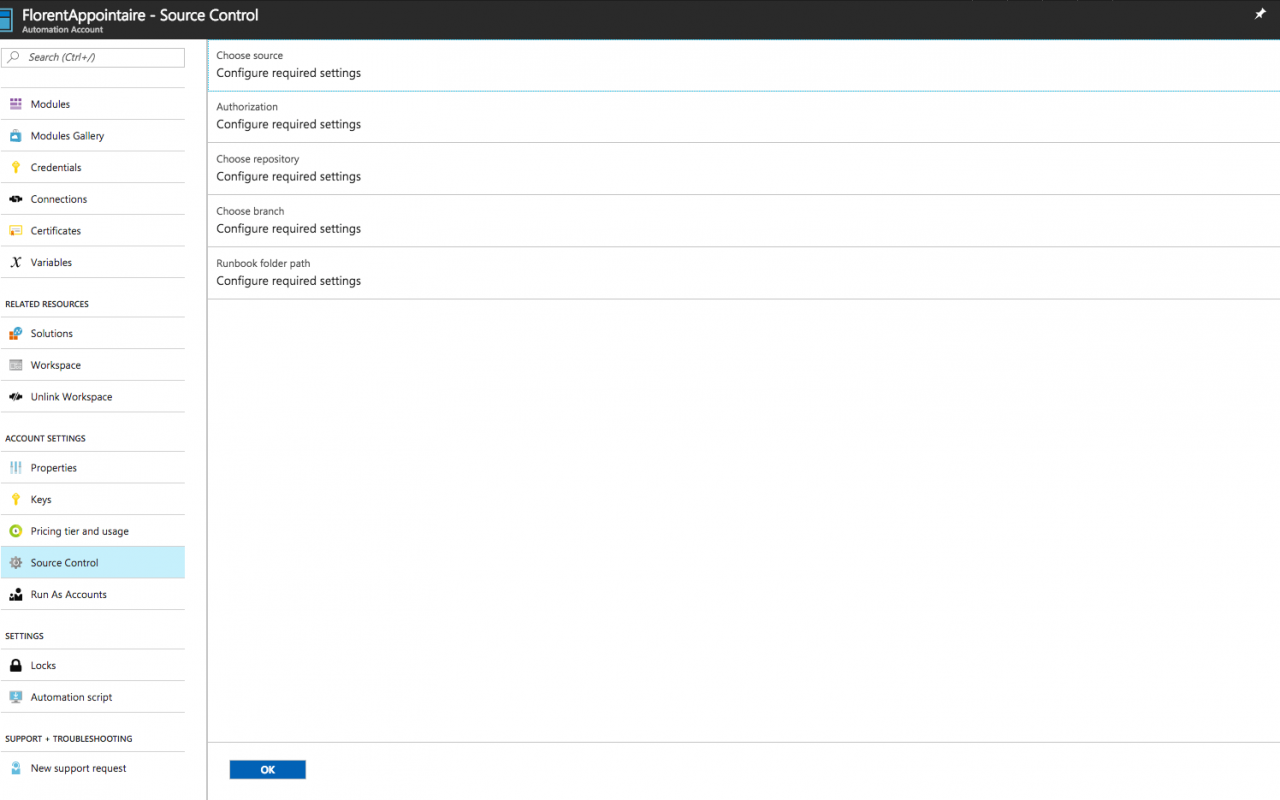 FlorentAppointaire - Source Control
Automation Account
Search (Ctrl+/)
Modules
Modules Gallery
Credentials
Connections
Certificates
Variables
RELATED RESOURCES
Solutions
Workspace
Unlink Workspace
ACCOUNT SETTINGS
Properties
Keys
Pricing tier and usage
Source Control
Run As Accounts
SETTINGS
Locks
Automation script
SUPPORT + TROUBLESHOOTING
New support request
Choose source
Configure required settings
Authorization
Configure required settings
Choose repository
Configure required settings
Choose branch
Configure required settings
Runbook folder path
Configure required settings
OK